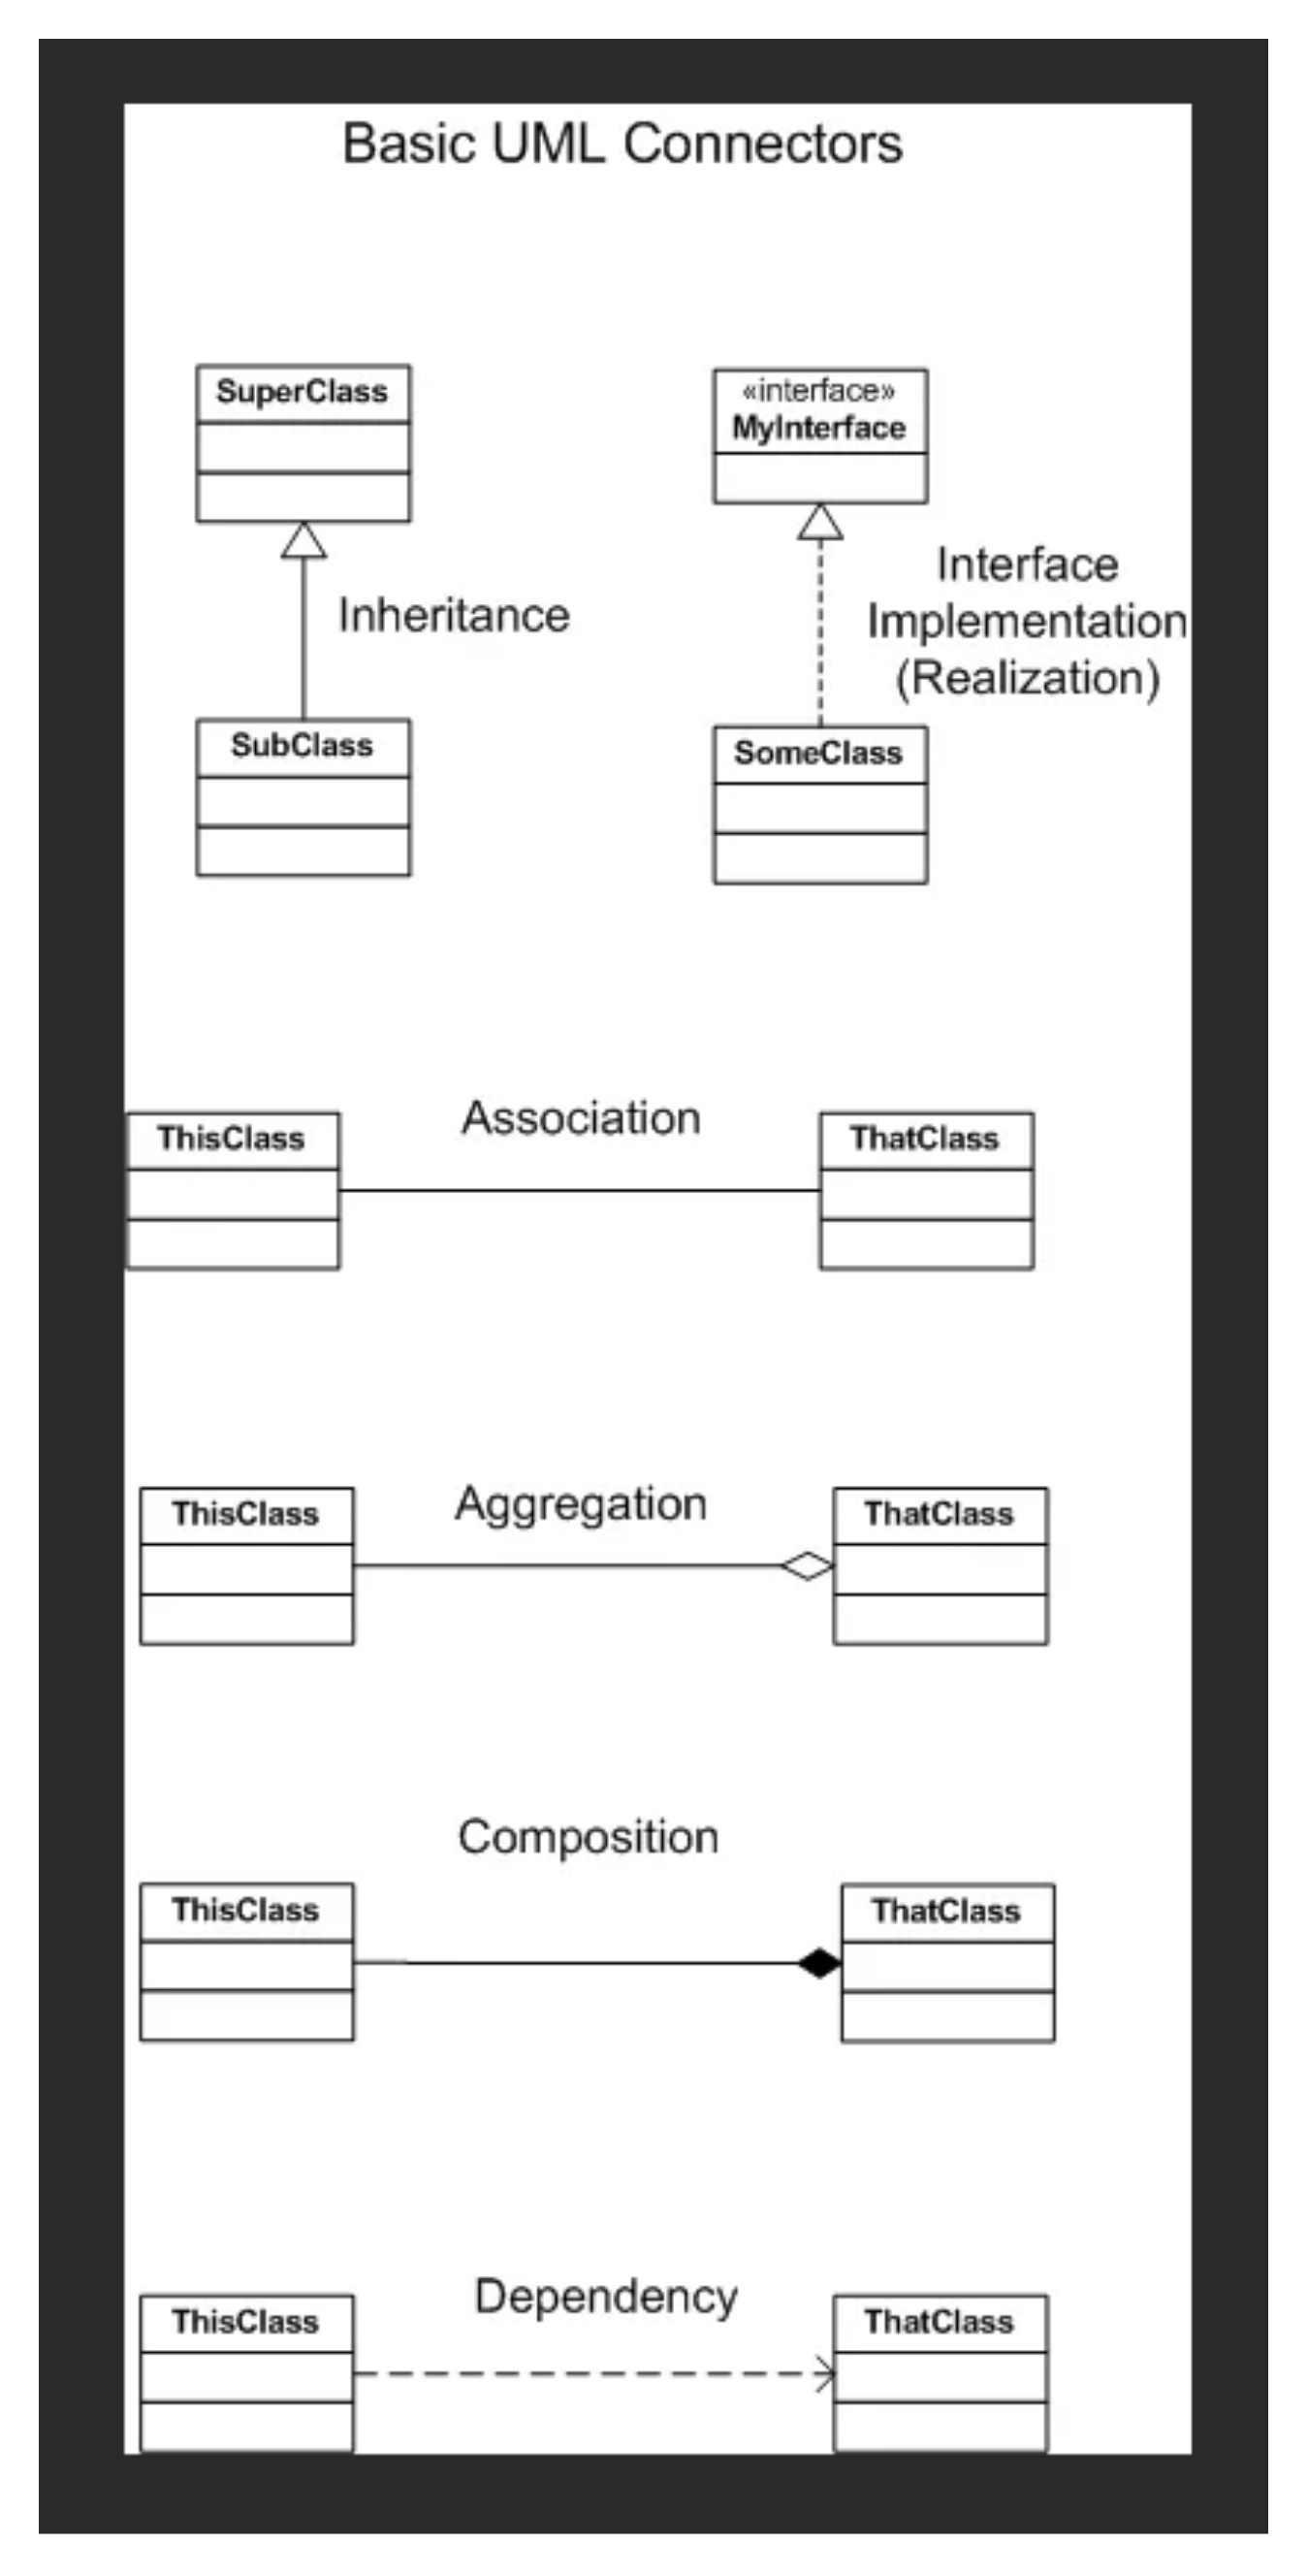 Basic UML Connectors
SuperClass
«interface»
MyInterface
Inheritance
Interface
Implementation
(Realization)
SubClass
SomeClass
Association
ThisClass
ThatClass
Aggregation
ThisClass
ThatClass
Composition
ThisClass
ThatClass
Dependency
ThisClass
ThatClass